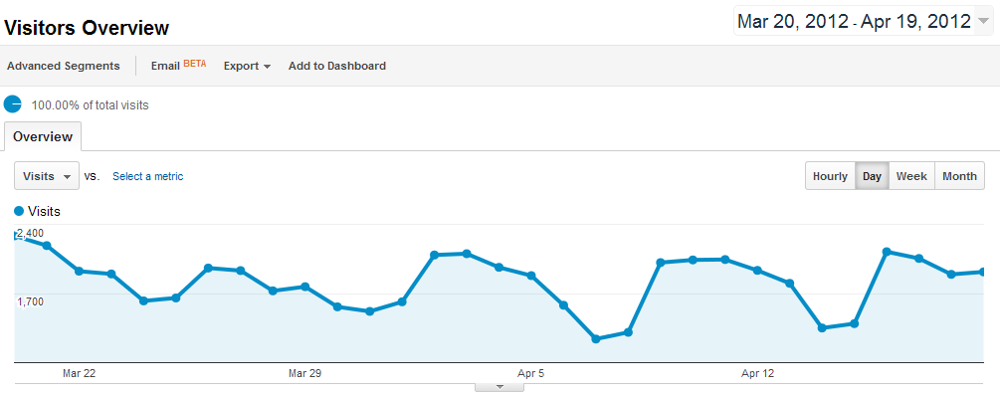 Visitors Overview
Mar 20, 2012 - Apr 19, 2012
Advanced Segments Email BETA Export Add to Dashboard
100.00% of total visits
Overview
Visits vs. Select a metric
Hourly Day Week Month
Visits
2,400
1,700
Mar 22 Mar 29 Apr 5 Apr 12